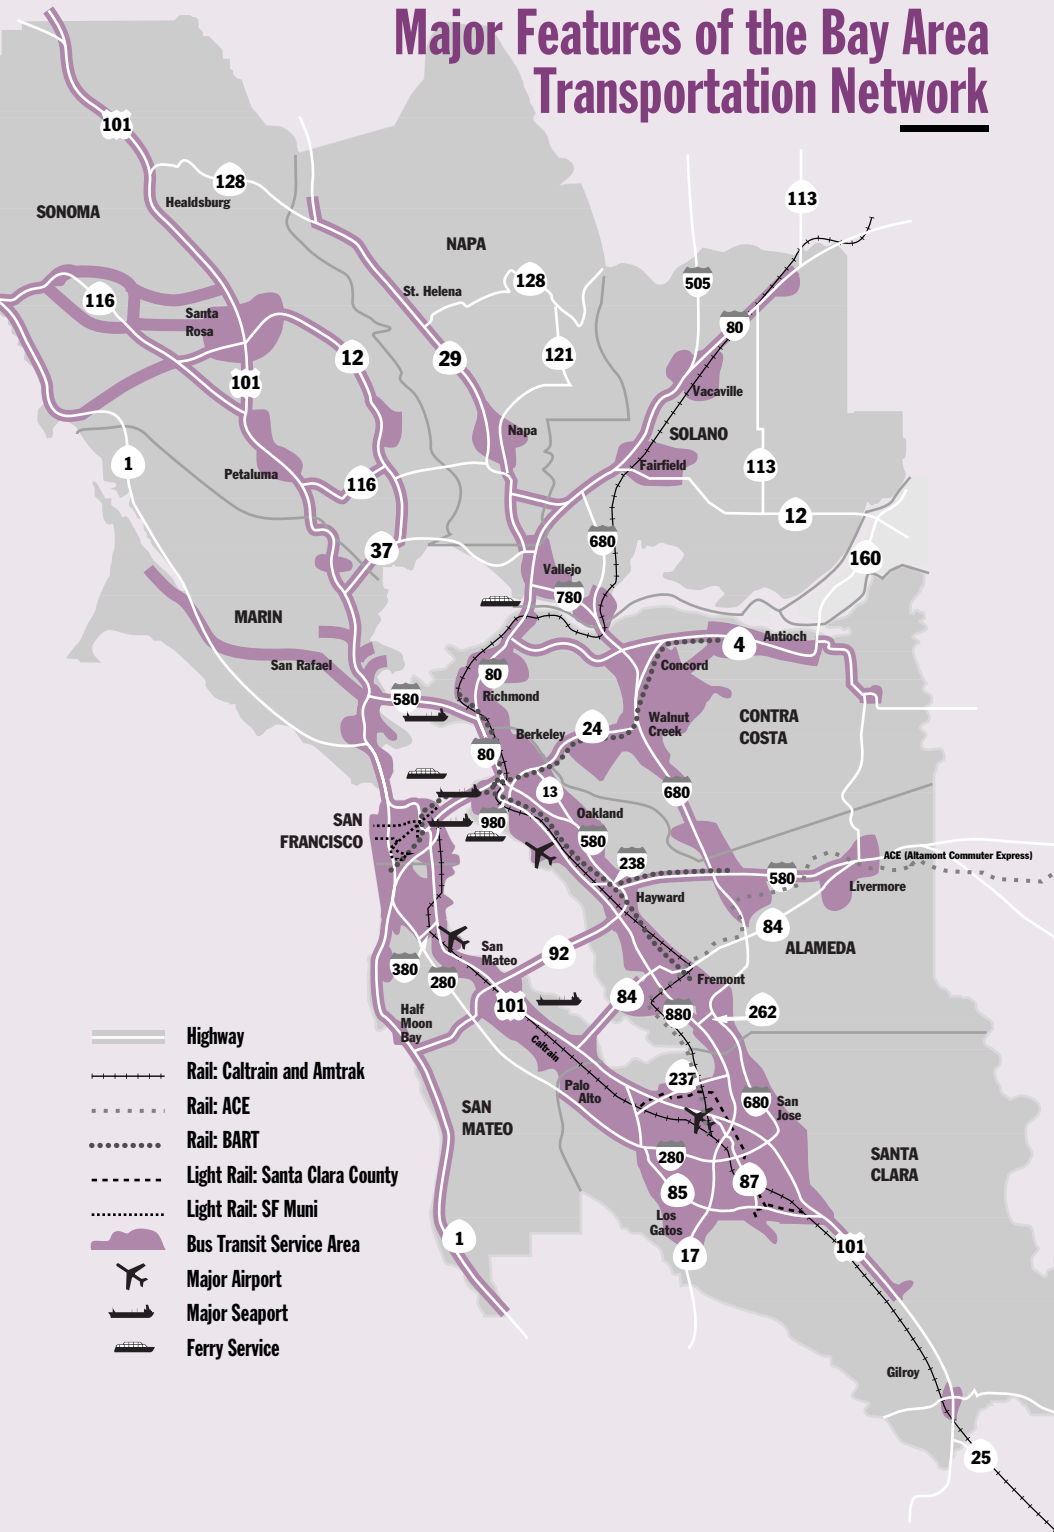 Major Features of the Bay Area
Transportation Network
101
128
113
Healdsburg
SONOMA
NAPA
128
505
St. Helena
116
Santa
Rosa
80
12
29
121
101
Vacaville
Napa
SOLANO
1
Petaluma
116
Fairfield
113
12
37
680
160
Vallejo
780
MARIN
4
Antioch
San Rafael
Concord
80
580
Richmond
CONTRA
COSTA
24
Walnut
Creek
Berkeley
80
13
680
SAN
FRANCISCO
980
Oakland
580
238
ACE (Altamont Commuter Express)
580
Livermore
Hayward
84
ALAMEDA
San
Mateo
92
380
280
Fremont
84
101
Half
Moon
Bay
880
262
Caltrain
237
Palo
Alto
680
San
Jose
SAN
MATEO
280
SANTA
CLARA
87
85
Los
Gatos
1
17
101
Gilroy
25
Highway
Rail: Caltrain and Amtrak
Rail: ACE
Rail: BART
Light Rail: Santa Clara County
Light Rail: SF Muni
Bus Transit Service Area
Major Airport
Major Seaport
Ferry Service